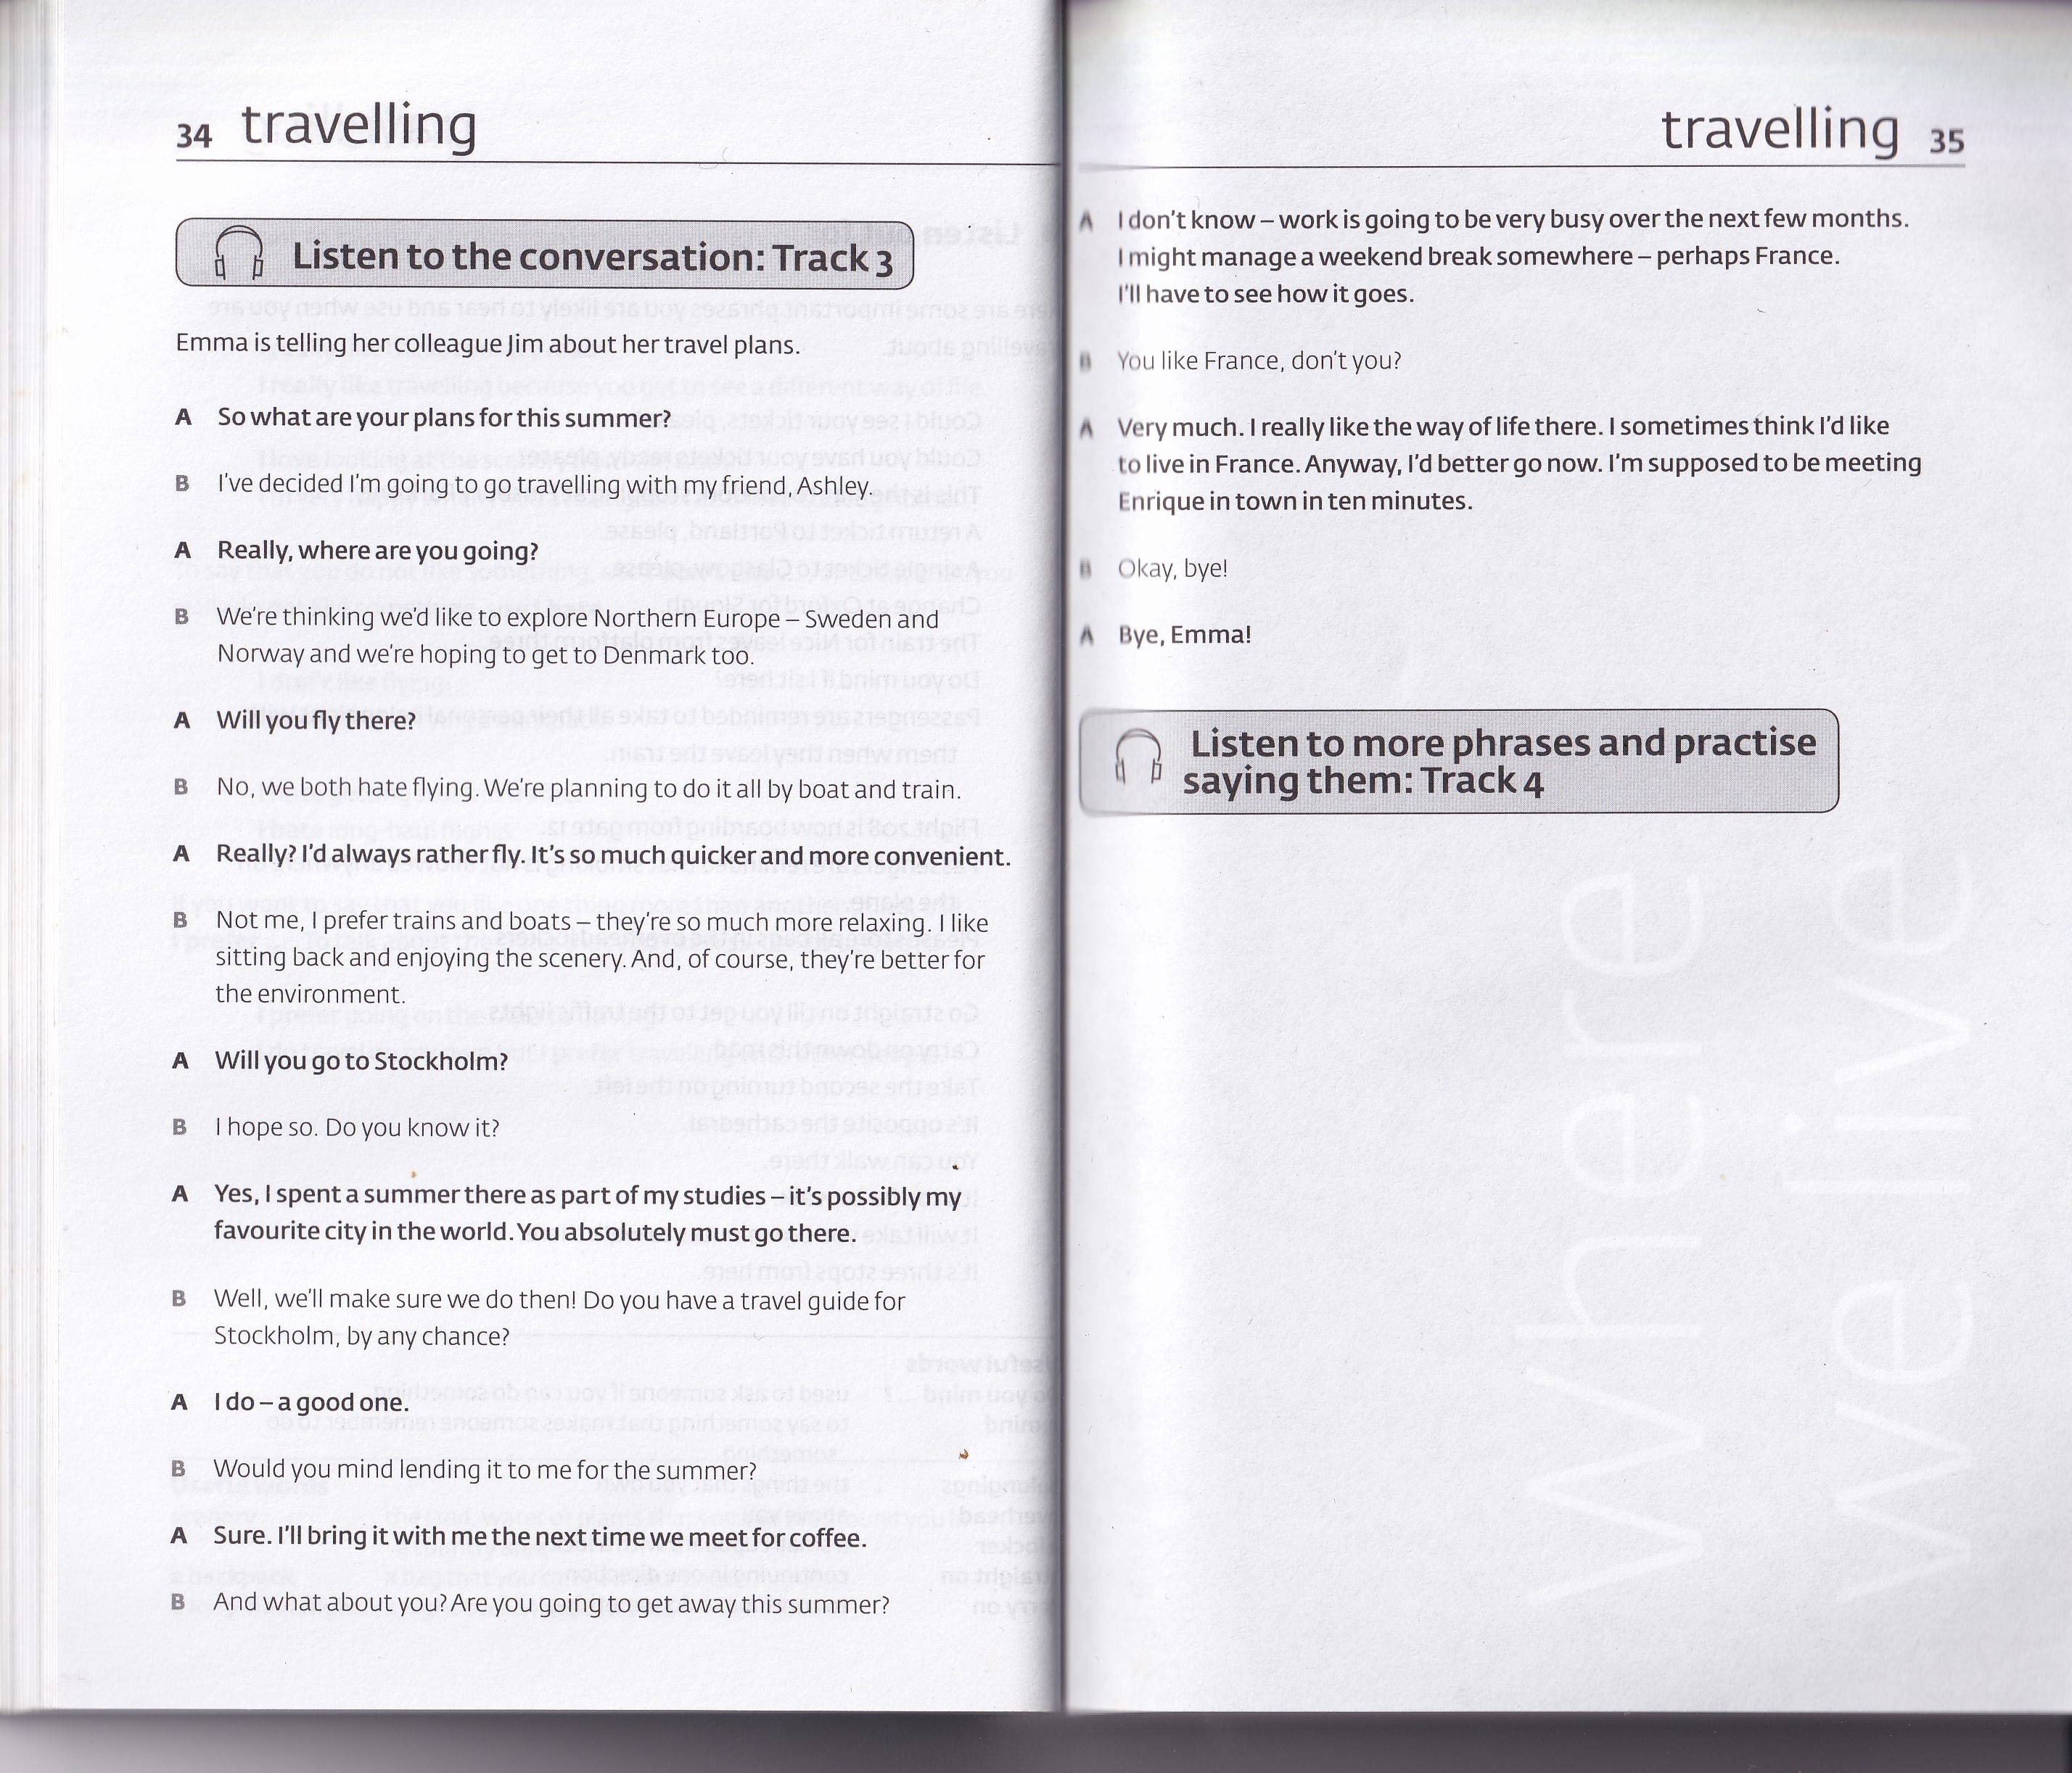 34 travelling
Listen to the conversation: Track 3
Emma is telling her colleague Jim about her travel plans.
A So what are your plans for this summer?
B I've decided I'm going to go travelling with my friend, Ashley.
A Really, where are you going?
B We're thinking we'd like to explore Northern Europe – Sweden and
Norway and we're hoping to get to Denmark too.
A Will you fly there?
B No, we both hate flying. We're planning to do it all by boat and train.
A Really? I'd always rather fly. It's so much quicker and more convenient.
B Not me, I prefer trains and boats – they're so much more relaxing. I like
sitting back and enjoying the scenery. And, of course, they're better for
the environment.
A Will you go to Stockholm?
B I hope so. Do you know it?
A Yes, I spent a summer there as part of my studies – it's possibly my
favourite city in the world. You absolutely must go there.
B Well, we'll make sure we do then! Do you have a travel guide for
Stockholm, by any chance?
A I do – a good one.
B Would you mind lending it to me for the summer?
A Sure. I'll bring it with me the next time we meet for coffee.
B And what about you? Are you going to get away this summer?
travelling 35
A I don't know – work is going to be very busy over the next few months.
I might manage a weekend break somewhere – perhaps France.
I'll have to see how it goes.
B You like France, don't you?
A Very much. I really like the way of life there. I sometimes think I'd like
to live in France. Anyway, I'd better go now. I'm supposed to be meeting
Enrique in town in ten minutes.
B Okay, bye!
A Bye, Emma!
Listen to more phrases and practise
saying them: Track 4
where
we live